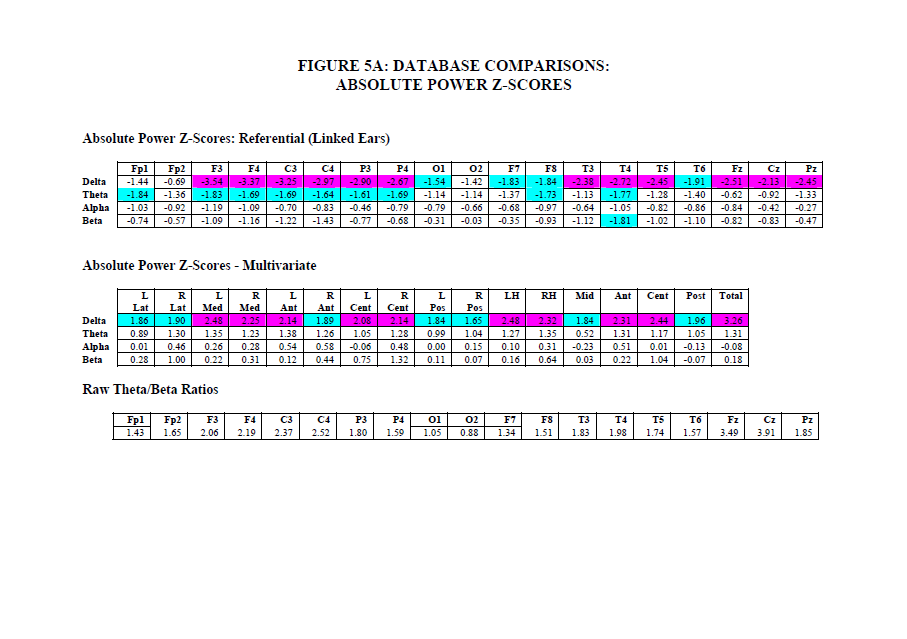 FIGURE 5A: DATABASE COMPARISONS:
ABSOLUTE POWER Z-SCORES
Absolute Power Z-Scores: Referential (Linked Ears)
Fp1 Fp2 F3 F4 C3 C4 P3 P4 O1 O2 F7 F8 T3 T4 T5 T6 Fz Cz Pz
Delta -1.44 -0.69 -3.54 -3.37 -3.25 -2.97 -2.90 -2.67 -1.54 -1.42 -1.83 -1.84 -2.38 -2.72 -2.45 -1.91 -2.51 -2.13 -2.45
Theta -1.84 -1.36 -1.83 -1.69 -1.69 -1.64 -1.61 -1.69 -1.14 -1.14 -1.37 -1.73 -1.13 -1.77 -1.28 -1.40 -0.62 -0.92 -1.33
Alpha -1.03 -0.92 -1.19 -1.09 -0.70 -0.83 -0.46 -0.79 -0.79 -0.66 -0.68 -0.97 -0.64 -1.05 -0.82 -0.86 -0.84 -0.42 -0.27
Beta -0.74 -0.57 -1.09 -1.16 -1.22 -1.43 -0.77 -0.68 -0.31 -0.03 -0.35 -0.93 -1.12 -1.81 -1.02 -1.10 -0.82 -0.83 -0.47
Absolute Power Z-Scores - Multivariate
L R L R L R L R L R LH RH Mid Ant Cent Post Total
Lat Lat Med Med Ant Ant Cent Cent Pos Pos
Delta 1.86 1.90 2.48 2.25 2.14 1.89 2.08 2.14 1.84 1.65 2.48 2.32 1.84 2.31 2.44 1.96 3.26
Theta 0.89 1.30 1.35 1.23 1.38 1.26 1.05 1.28 0.99 1.04 1.27 1.35 0.52 1.31 1.17 1.05 1.31
Alpha 0.01 0.46 0.26 0.28 0.54 0.58 -0.06 0.48 0.00 0.15 0.10 0.31 -0.23 0.51 0.01 -0.13 -0.08
Beta 0.28 1.00 0.22 0.31 0.12 0.44 0.75 1.32 0.11 0.07 0.16 0.64 0.03 0.22 1.04 -0.07 0.18
Raw Theta/Beta Ratios
Fp1 Fp2 F3 F4 C3 C4 P3 P4 O1 O2 F7 F8 T3 T4 T5 T6 Fz Cz Pz
1.43 1.65 2.06 2.19 2.37 2.52 1.80 1.59 1.05 0.88 1.34 1.51 1.83 1.98 1.74 1.57 3.49 3.91 1.85